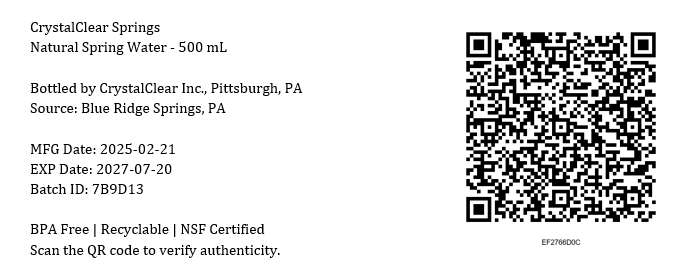 CrystalClear Springs
Natural Spring Water - 500 mL
Bottled by CrystalClear Inc., Pittsburgh, PA
Source: Blue Ridge Springs, PA
MFG Date: 2025-02-21
EXP Date: 2027-07-20
Batch ID: 7B9D13
BPA Free | Recyclable | NSF Certified
Scan the QR code to verify authenticity.
EF2766D0C